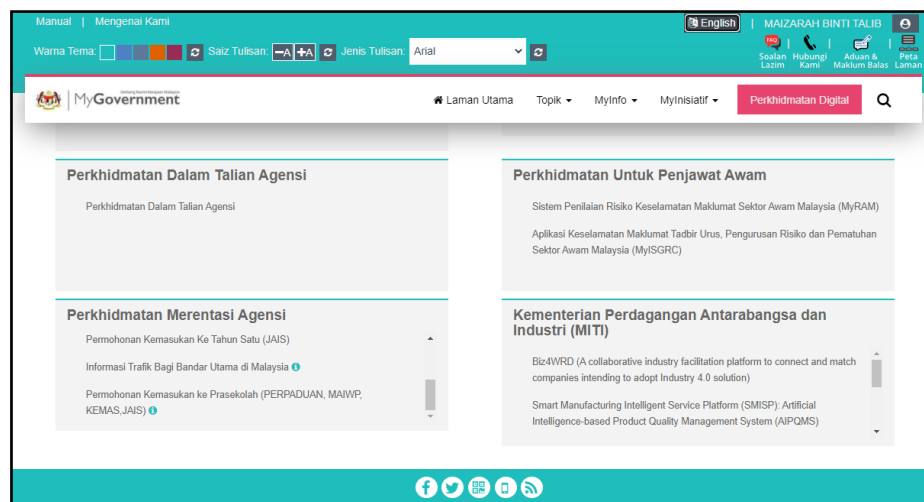 Manual | Mengenai Kami
English | MAIZARAH BINTI TALIB
Warna Tema: Saiz Tulisan: -A +A Jenis Tulisan: Arial
FAQ
Soalan Lazim
Hubungi Kami
Aduan & Maklum Balas
Peta Laman
MyGovernment
Laman Utama Topik MyInfo MyInisiatif Perkhidmatan Digital
Perkhidmatan Dalam Talian Agensi
Perkhidmatan Dalam Talian Agensi
Perkhidmatan Untuk Penjawat Awam
Sistem Penilaian Risiko Keselamatan Maklumat Sektor Awam Malaysia (MyRAM)
Aplikasi Keselamatan Maklumat Tadbir Urus, Pengurusan Risiko dan Pematuhan
Sektor Awam Malaysia (MyISGRC)
Perkhidmatan Merentasi Agensi
Permohonan Kemasukan Ke Tahun Satu (JAIS)
Informasi Trafik Bagi Bandar Utama di Malaysia
Permohonan Kemasukan ke Prasekolah (PERPADUAN, MAIWP,
KEMAS,JAIS)
Kementerian Perdagangan Antarabangsa dan
Industri (MITI)
Biz4WRD (A collaborative industry facilitation platform to connect and match
companies intending to adopt Industry 4.0 solution)
Smart Manufacturing Intelligent Service Platform (SMISP): Artificial
Intelligence-based Product Quality Management System (AIPQMS)